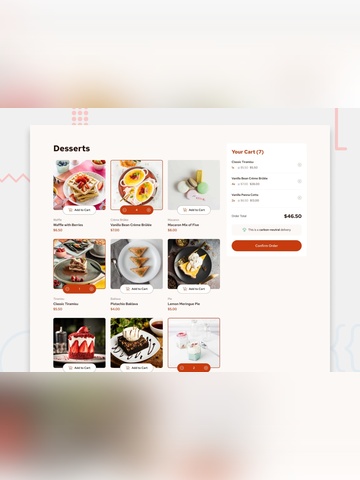 Desserts
Add to Cart
4
Add to Cart
Waffle
Waffle with Berries
$6.50
Crème Brûlée
Vanilla Bean Crème Brûlée
$7.00
Macaron
Macaron Mix of Five
$8.00
1
Add to Cart
Add to Cart
Tiramisu
Classic Tiramisu
$5.50
Baklava
Pistachio Baklava
$4.00
Pie
Lemon Meringue Pie
$5.00
Add to Cart
Add to Cart
2
Your Cart (7)
Classic Tiramisu
1x @ $5.50 $5.50
Vanilla Bean Crème Brûlée
4x @ $7.00 $28.00
Vanilla Panna Cotta
2x @ $6.50 $13.00
Order Total $46.50
This is a carbon-neutral delivery
Confirm Order